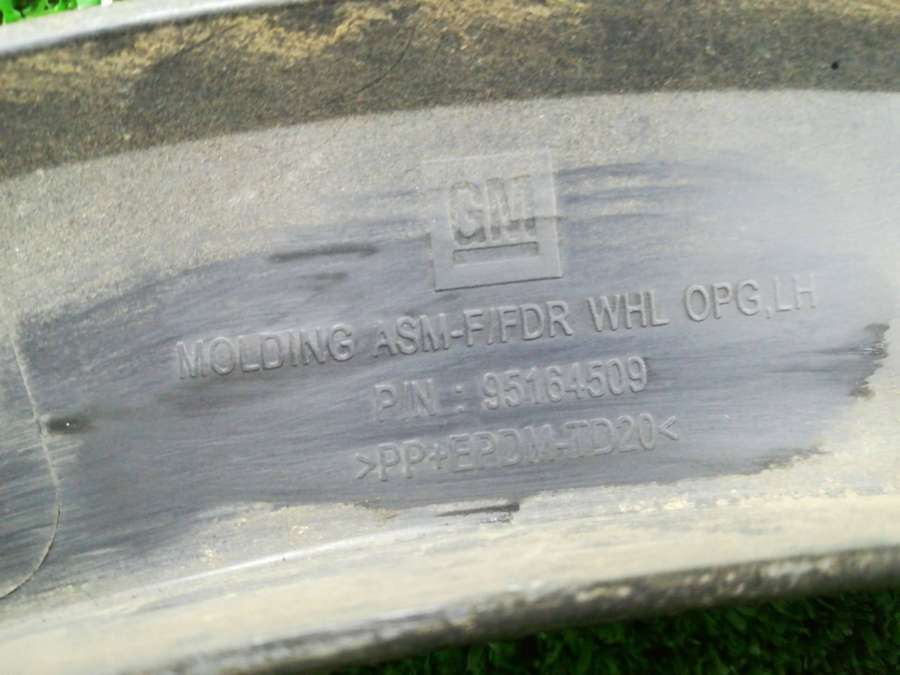 GM
MOLDING ASM-F/FDR WHL OPG,LH
P/N : 95164509
>PP+EPDM-TD20<